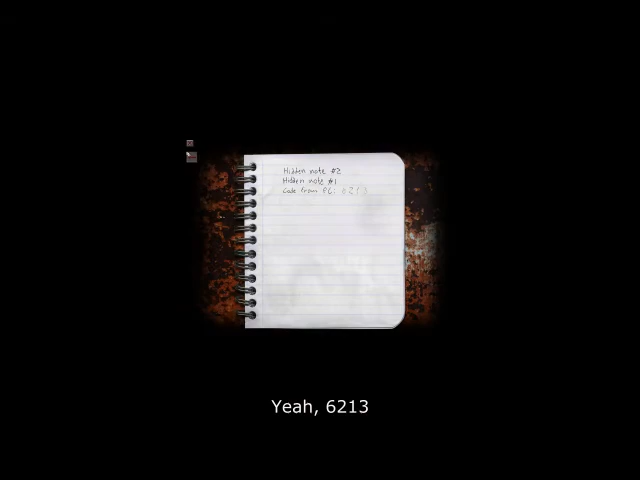 Hidden note #2
Hidden note #1
Code from PC: 6213
Yeah, 6213